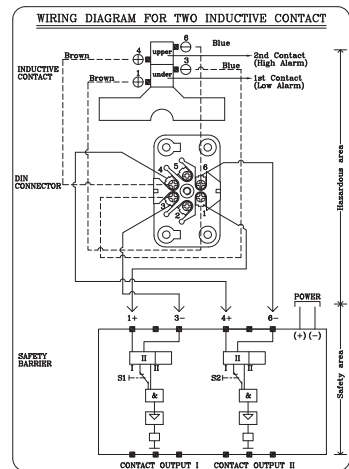 WIRING DIAGRAM FOR TWO INDUCTIVE CONTACT
6
Blue
4
upper
2nd Contact
(High Alarm)
Brown
3
INDUCTIVE
CONTACT
under
Blue
1
Brown
1st Contact
(Low Alarm)
Hazardous area
5
4
6
DIN
CONNECTOR
3
2
1
POWER
1+
3-
4+
6-
(+) (-)
SAFETY
BARRIER
II
II
I
I
S1
S2
&
&
Safety area
CONTACT OUTPUT I
CONTACT OUTPUT II